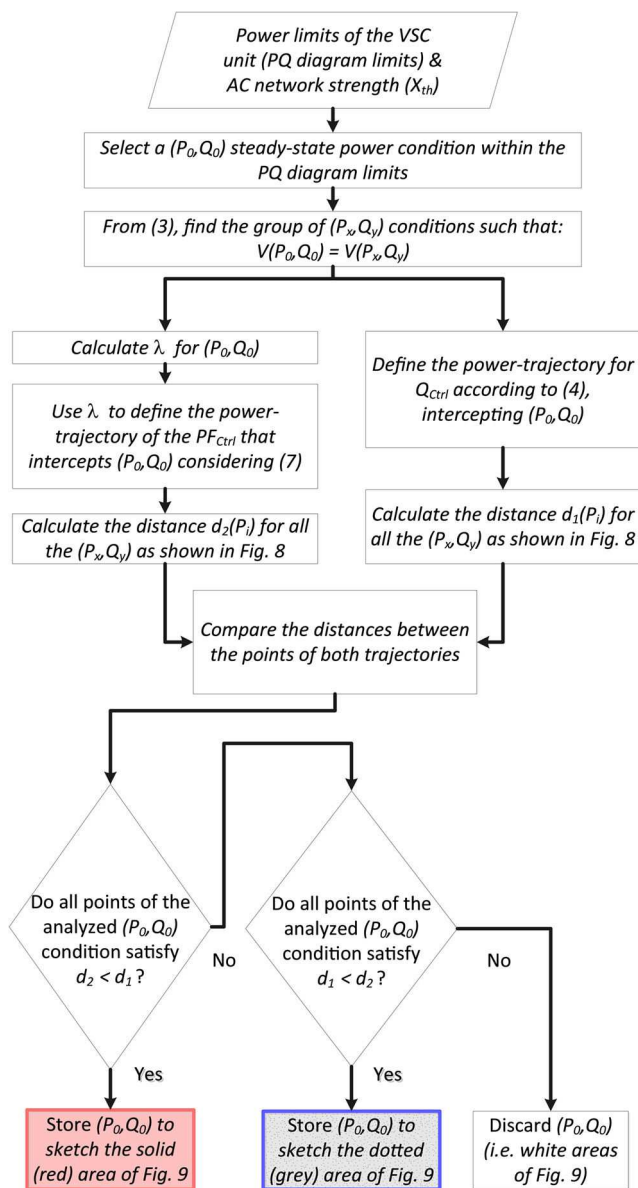 Power limits of the VSC
unit (PQ diagram limits) &
AC network strength (Xth)
Select a (P0,Q0) steady-state power condition within the
PQ diagram limits
From (3), find the group of (Px,Qy) conditions such that:
V(P0,Q0) = V(Px,Qy)
Calculate λ for (P0,Q0)
Use λ to define the power-
trajectory of the PFCtrl that
intercepts (P0,Q0) considering (7)
Calculate the distance d2(Pi) for all
the (Px,Qy) as shown in Fig. 8
Define the power-trajectory for
QCtrl according to (4),
intercepting (P0,Q0)
Calculate the distance d1(Pi) for
all the (Px,Qy) as shown in Fig. 8
Compare the distances between
the points of both trajectories
Do all points of the
analyzed (P0,Q0)
condition satisfy
d2 < d1 ?
No
Yes
Do all points of the
analyzed (P0,Q0)
condition satisfy
d1 < d2 ?
No
Yes
Store (P0,Q0) to
sketch the solid
(red) area of Fig. 9
Store (P0,Q0) to
sketch the dotted
(grey) area of Fig. 9
Discard (P0,Q0)
(i.e. white areas
of Fig. 9)